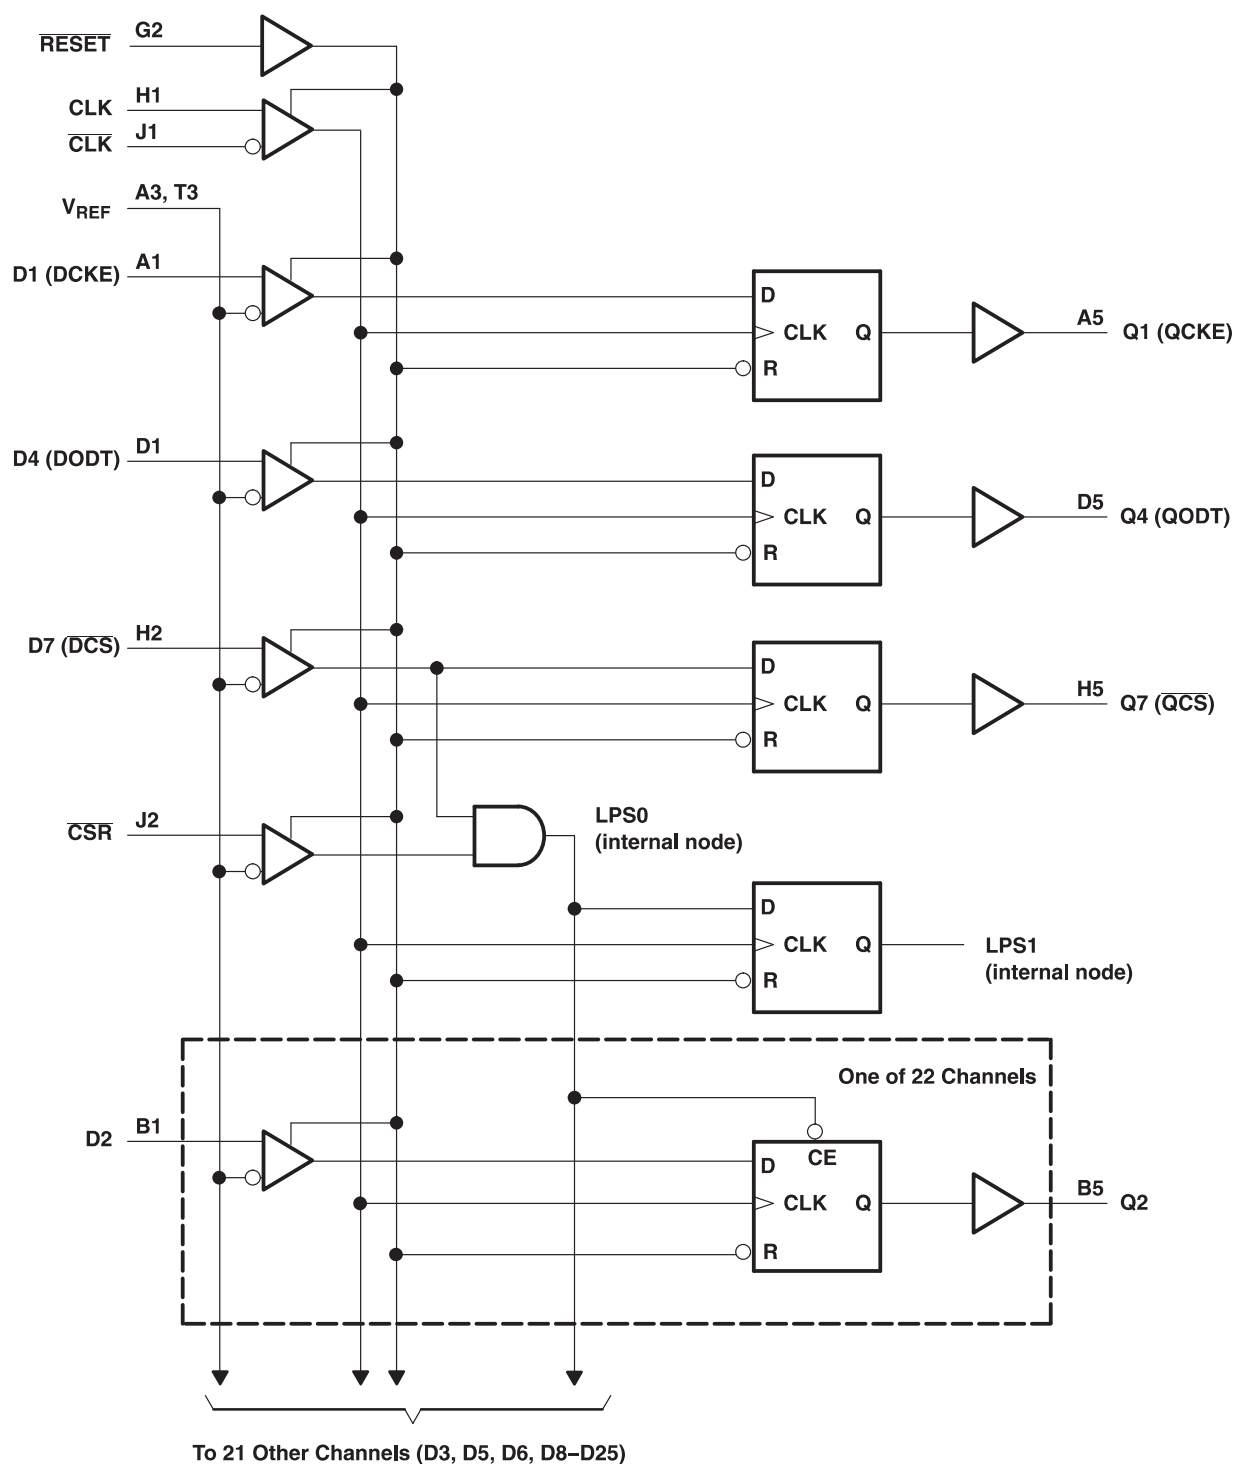 RESET G2
CLK H1
CLK J1
VREF A3, T3
D1 (DCKE) A1
D
CLK Q
R
A5 Q1 (QCKE)
D4 (DODT) D1
D
CLK Q
R
D5 Q4 (QODT)
D7 (DCS) H2
D
CLK Q
R
H5 Q7 (QCS)
CSR J2
LPS0
(internal node)
D
CLK Q
R
LPS1
(internal node)
One of 22 Channels
D2 B1
CE
D
CLK Q
R
B5 Q2
To 21 Other Channels (D3, D5, D6, D8–D25)